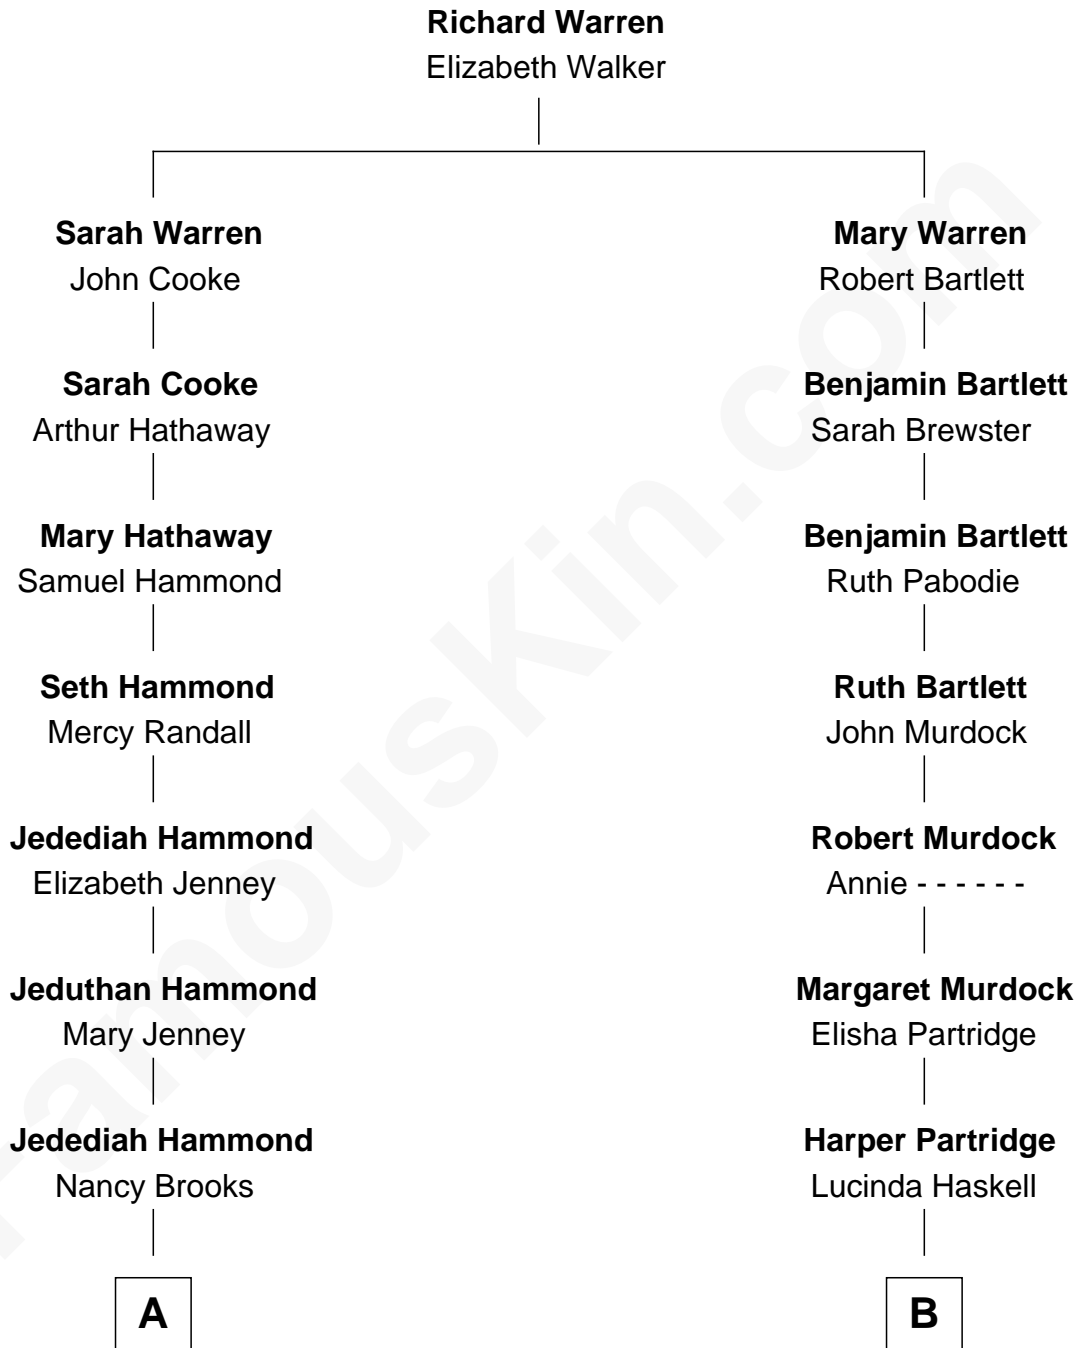 Richard Warren
Elizabeth Walker
Sarah Warren
John Cooke
Mary Warren
Robert Bartlett
Sarah Cooke
Arthur Hathaway
Benjamin Bartlett
Sarah Brewster
Mary Hathaway
Samuel Hammond
Benjamin Bartlett
Ruth Pabodie
Seth Hammond
Mercy Randall
Ruth Bartlett
John Murdock
Jedediah Hammond
Elizabeth Jenney
Robert Murdock
Annie - - - - - -
Jeduthan Hammond
Mary Jenney
Margaret Murdock
Elisha Partridge
Jedediah Hammond
Nancy Brooks
Harper Partridge
Lucinda Haskell
A
B
FamousKin.com